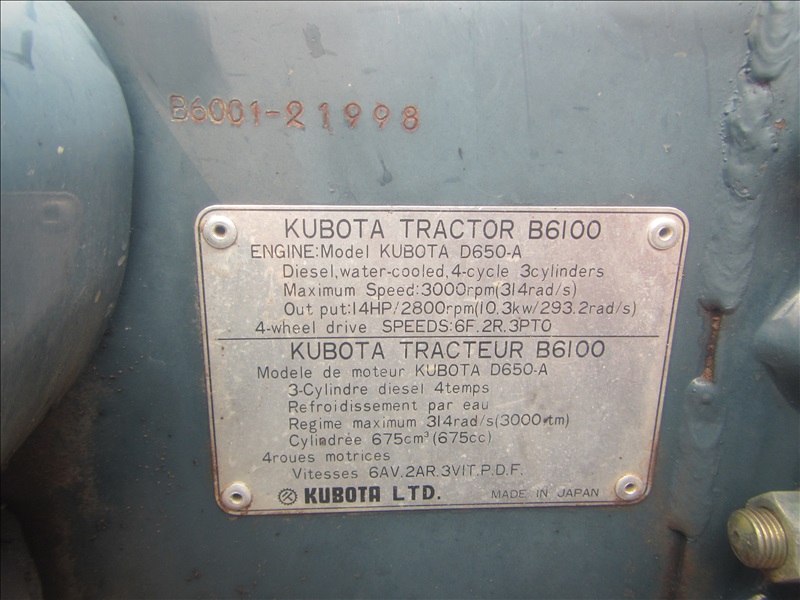 B6001-21998
KUBOTA TRACTOR B6100
ENGINE:Model KUBOTA D650-A
Diesel,water-cooled,4-cycle 3cylinders
Maximum Speed:3000rpm(314rad/s)
Out put:14HP/2800rpm(10.3kw/293.2rad/s)
4-wheel drive SPEEDS:6F.2R.3PTO
KUBOTA TRACTEUR B6100
Modele de moteur KUBOTA D650-A
3-Cylindre diesel 4temps
Refroidissement par eau
Regime maximum 314rad/s(3000.tm)
Cylindrée 675cm³(675cc)
4roues motrices
Vitesses 6AV.2AR.3VIT.P.D.F.
KUBOTA LTD. MADE IN JAPAN